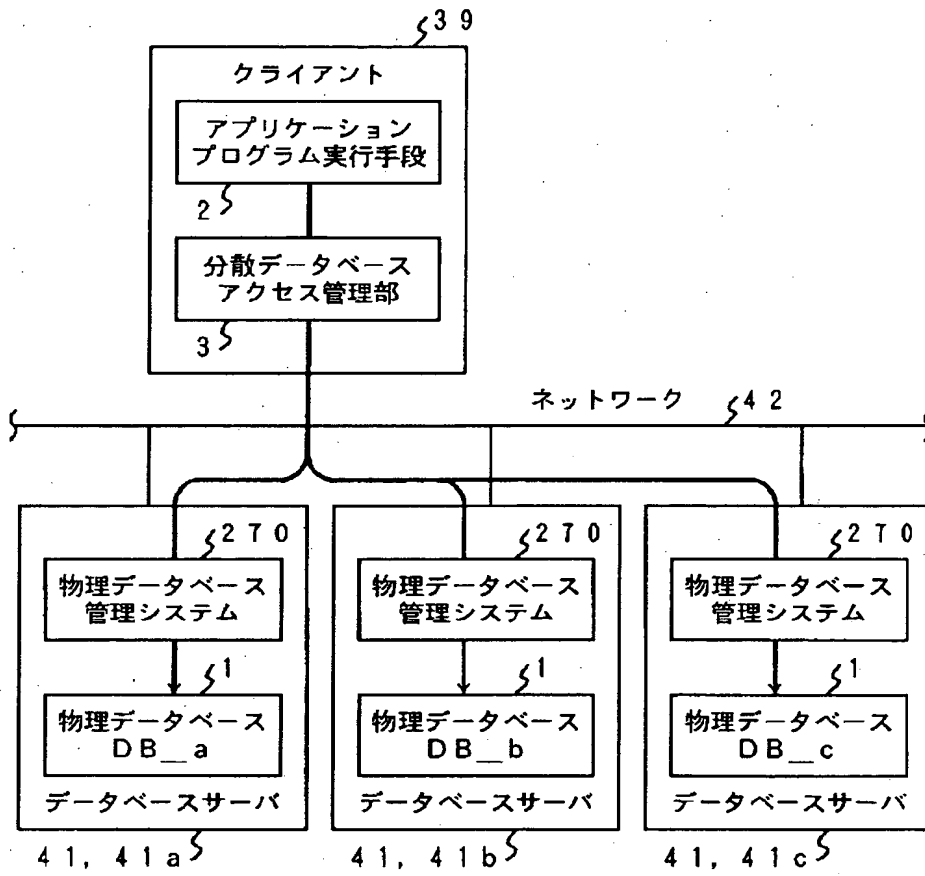 39
クライアント
アプリケーション
プログラム実行手段
2
分散データベース
アクセス管理部
3
ネットワーク
42
270
270
270
物理データベース
管理システム
物理データベース
管理システム
物理データベース
管理システム
1
1
1
物理データベース
DB__a
物理データベース
DB__b
物理データベース
DB__c
データベースサーバ
データベースサーバ
データベースサーバ
41, 41a
41, 41b
41, 41c